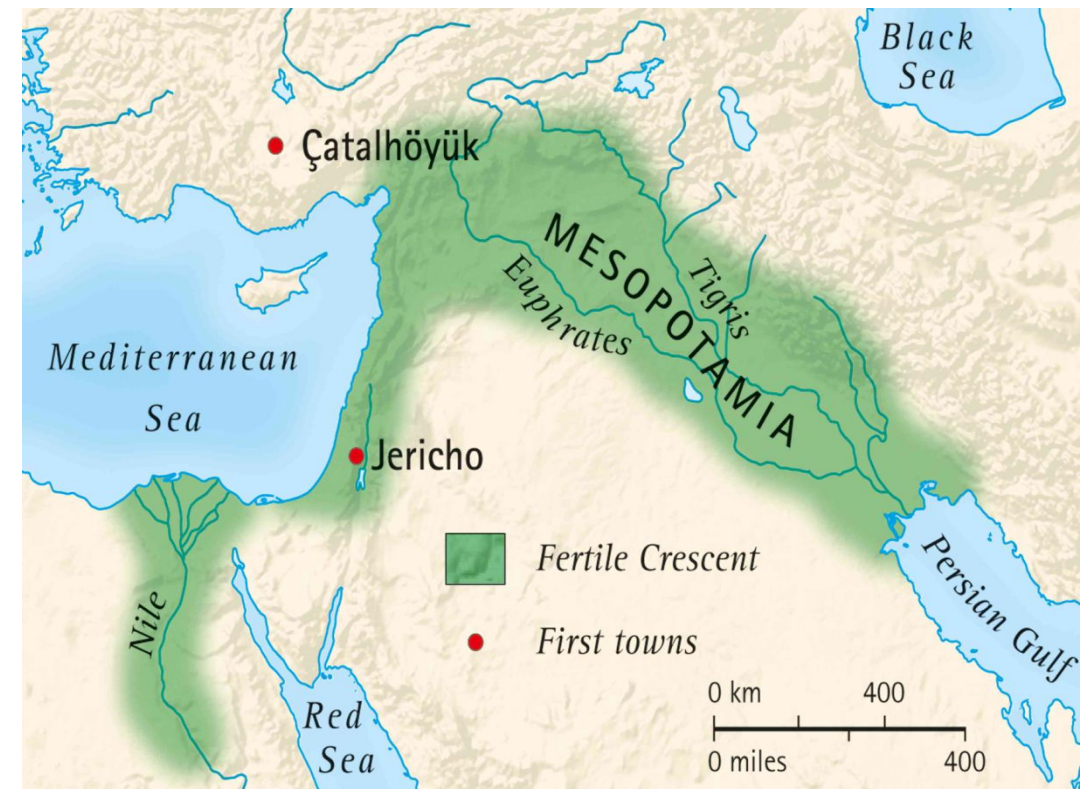 Black
Sea
Çatalhöyük
MESOPOTAMIA
Tigris
Euphrates
Mediterranean
Sea
Jericho
Fertile Crescent
Persian Gulf
Nile
First towns
0 km 400
Red
Sea
0 miles 400